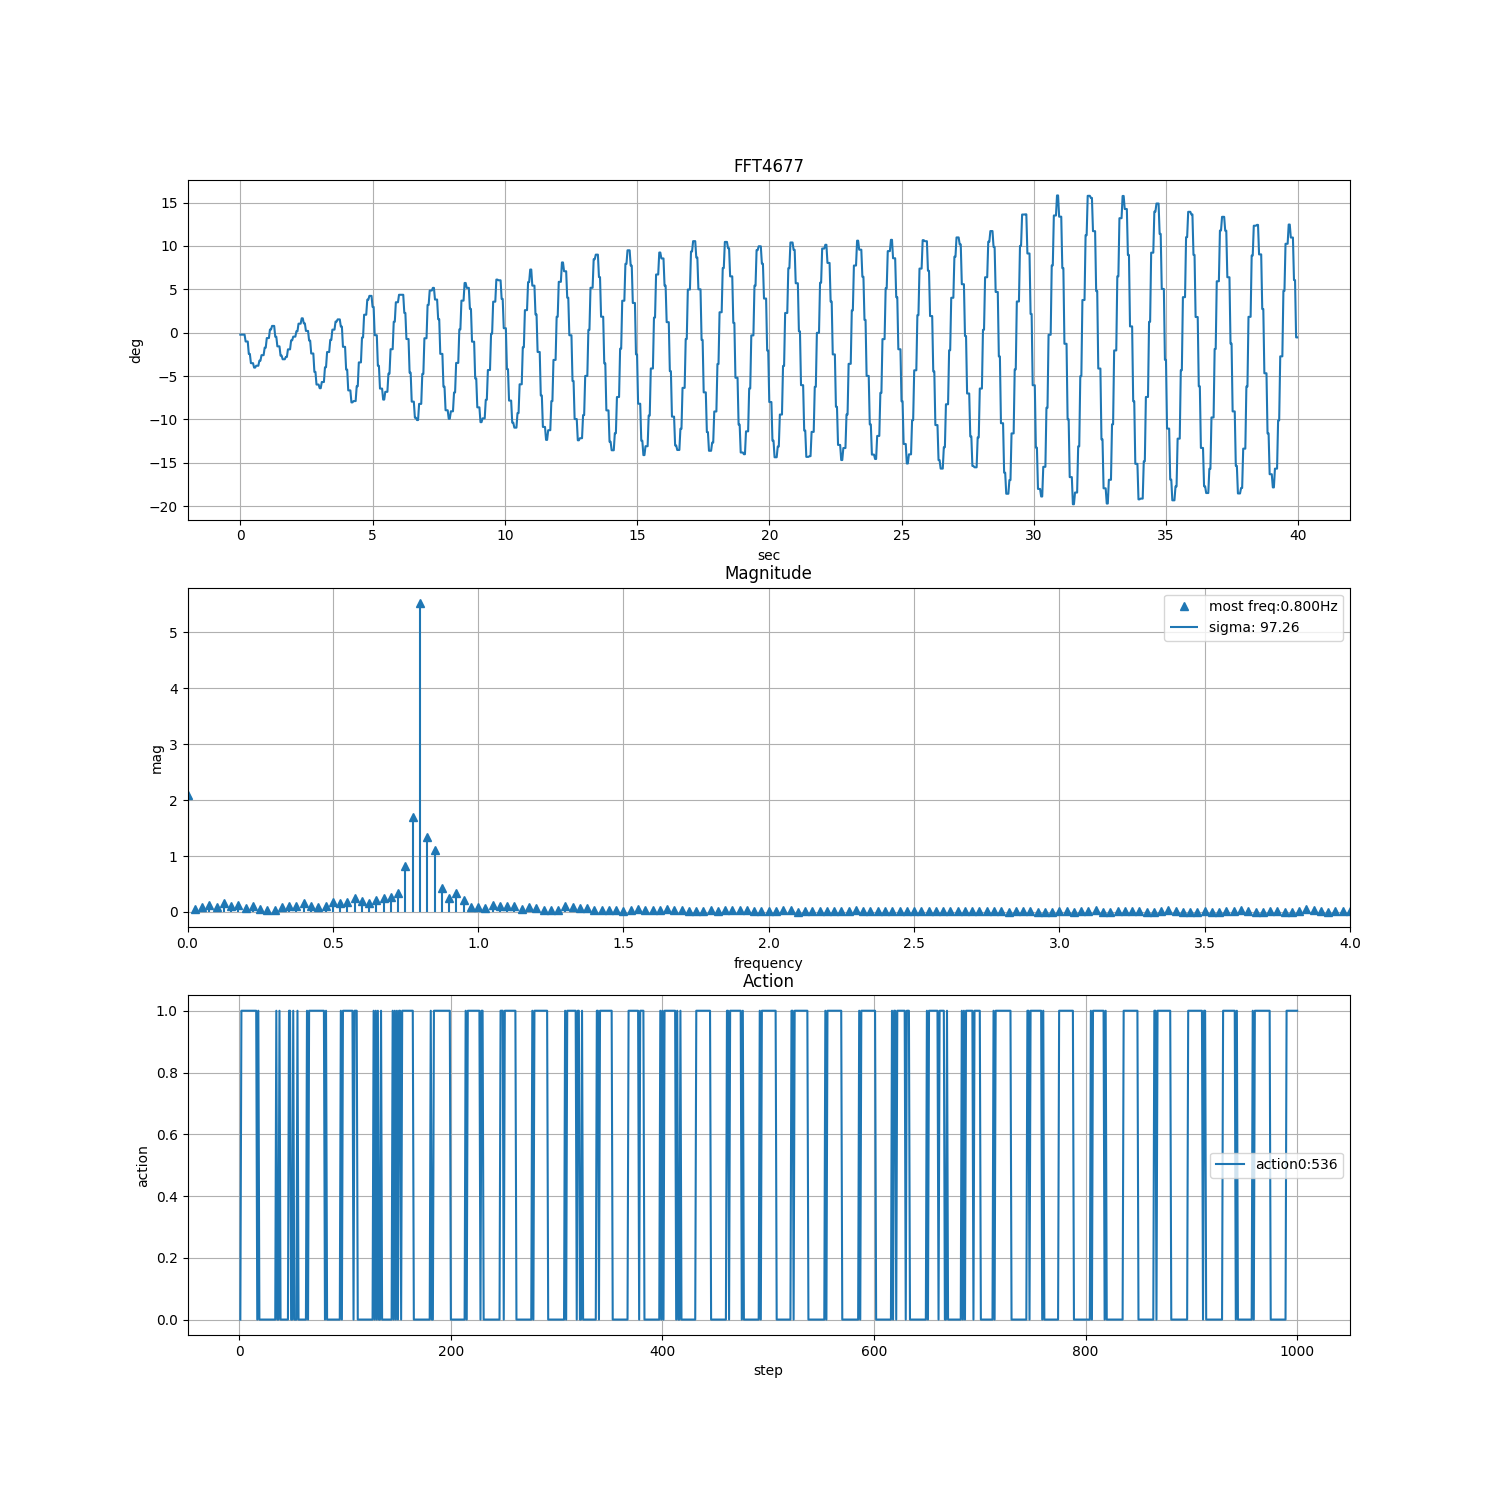 FFT4677
15
10
5
0
−5
−10
−15
−20
deg
0 5 10 15 20 25 30 35 40
sec
Magnitude
most freq:0.800Hz
sigma: 97.26
5
4
3
2
1
0
mag
0.0 0.5 1.0 1.5 2.0 2.5 3.0 3.5 4.0
frequency
Action
1.0
0.8
0.6
0.4
0.2
0.0
action
action0:536
0 200 400 600 800 1000
step